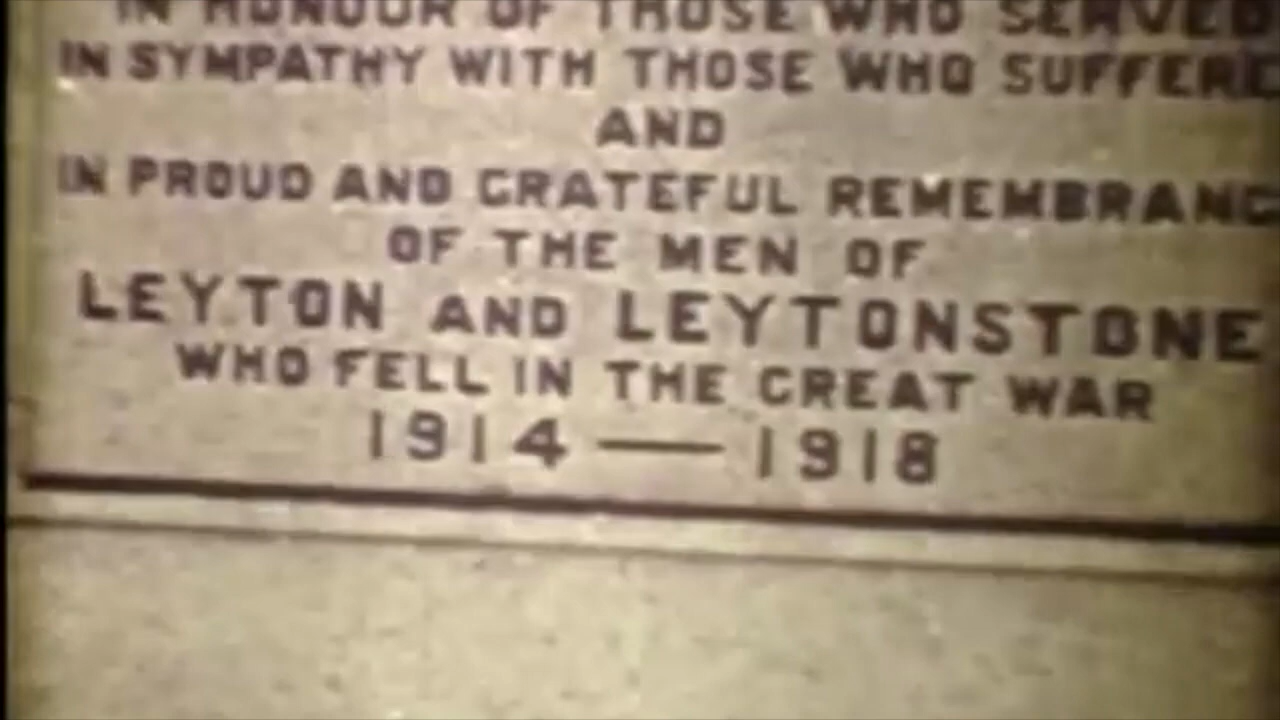 IN HONOUR OF THOSE WHO SERVED
IN SYMPATHY WITH THOSE WHO SUFFERE
AND
IN PROUD AND GRATEFUL REMEMBRANC
OF THE MEN OF
LEYTON AND LEYTONSTONE
WHO FELL IN THE GREAT WAR
1914 — 1918